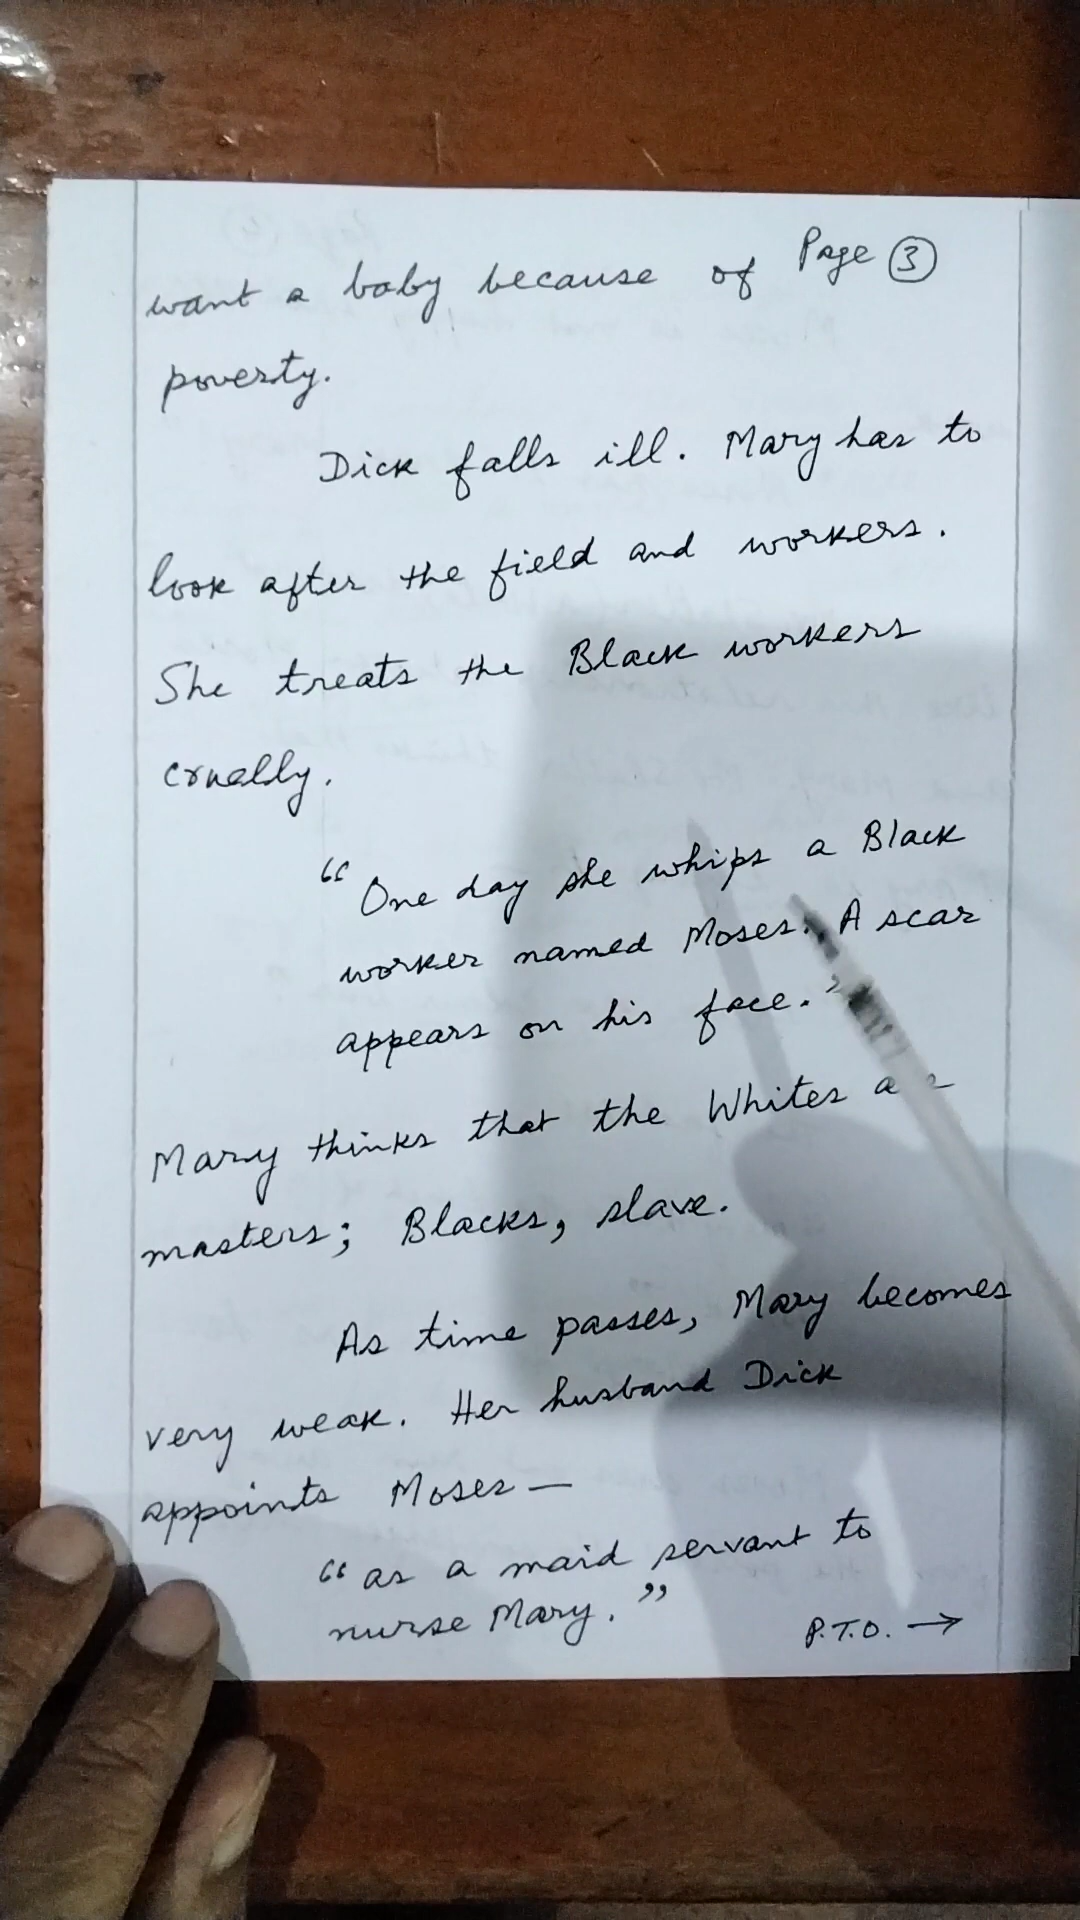 Page 3
want a baby because of
poverty.
Dick falls ill. Mary has to
look after the field and workers.
She treats the Black workers
cruelly.
"One day she whips a Black
worker named Moses. A scar
appears on his face."
Mary thinks that the Whites are
masters; Blacks, slave.
As time passes, Mary becomes
very weak. Her husband Dick
appoints Moses —
"as a maid servant to
nurse Mary."
P.T.O. →